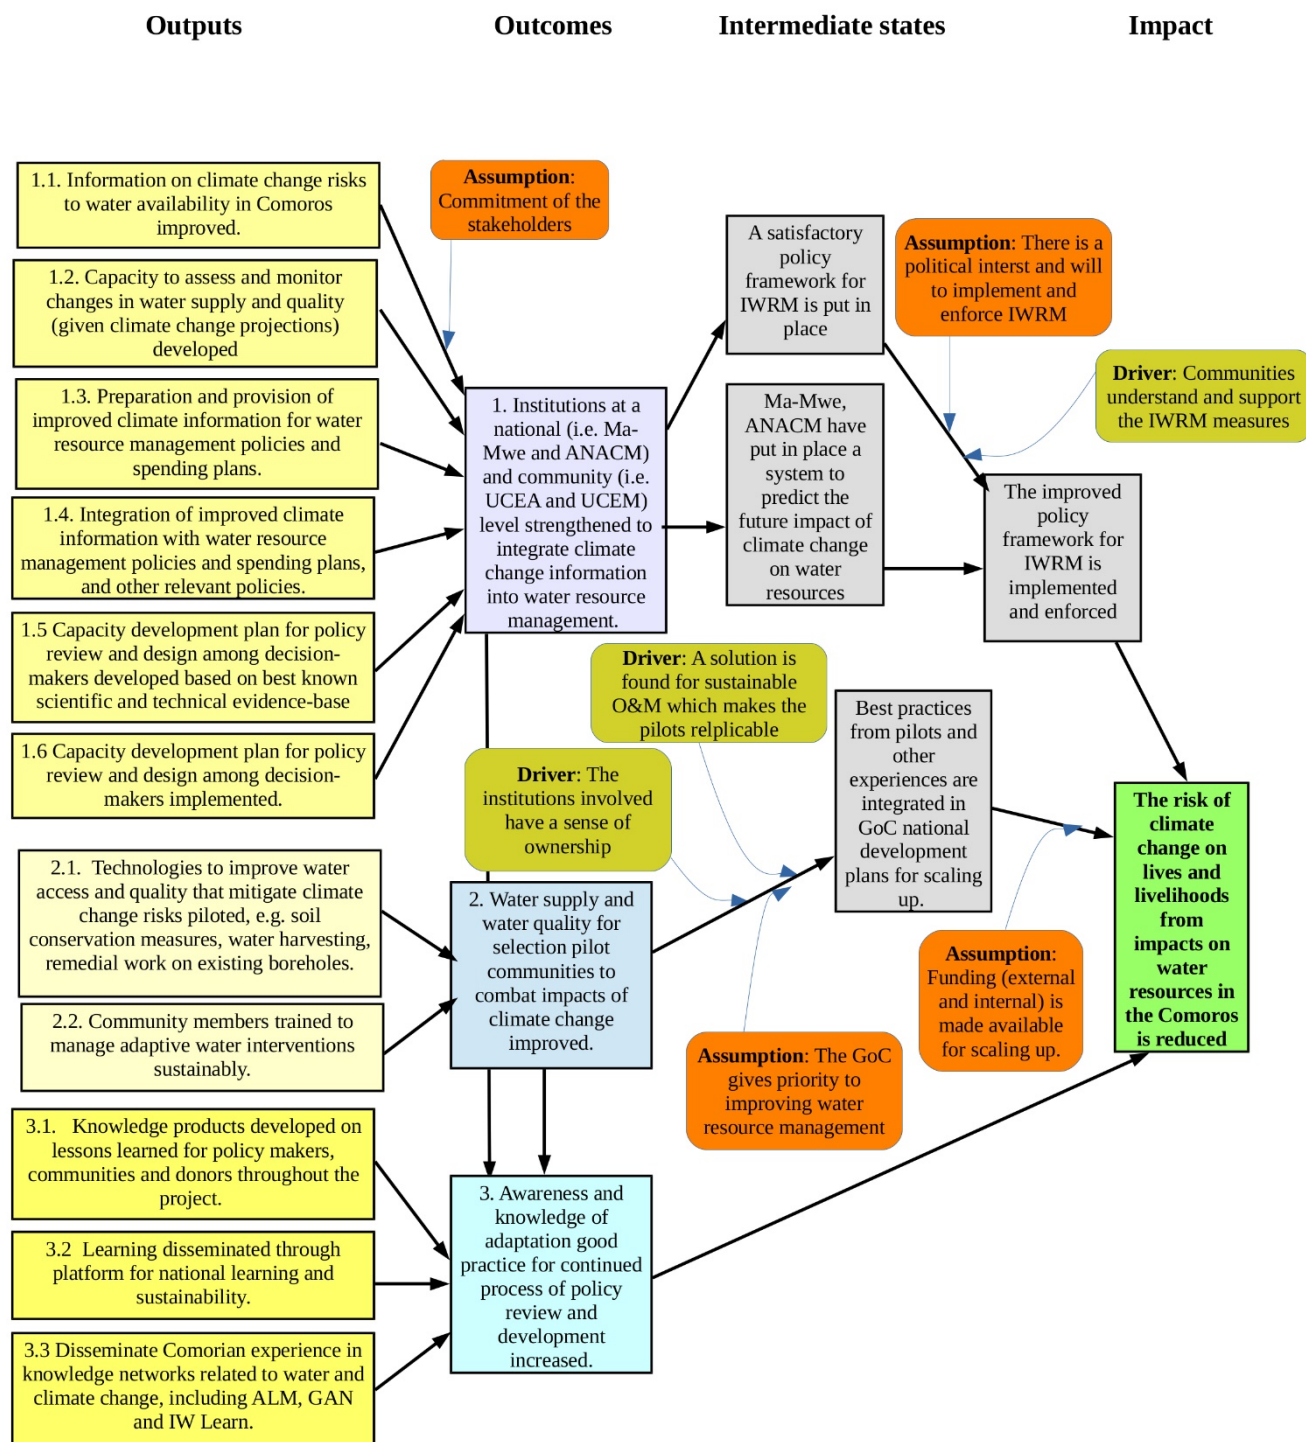 Outputs
Outcomes
Intermediate states
Impact
1.1. Information on climate change risks
to water availability in Comoros
improved.
1.2. Capacity to assess and monitor
changes in water supply and quality
(given climate change projections)
developed
1.3. Preparation and provision of
improved climate information for water
resource management policies and
spending plans.
1.4. Integration of improved climate
information with water resource
management policies and spending plans,
and other relevant policies.
1.5 Capacity development plan for policy
review and design among decision-
makers developed based on best known
scientific and technical evidence-base
1.6 Capacity development plan for policy
review and design among decision-
makers implemented.
2.1.  Technologies to improve water
access and quality that mitigate climate
change risks piloted, e.g. soil
conservation measures, water harvesting,
remedial work on existing boreholes.
2.2. Community members trained to
manage adaptive water interventions
sustainably.
3.1.   Knowledge products developed on
lessons learned for policy makers,
communities and donors throughout the
project.
3.2  Learning disseminated through
platform for national learning and
sustainability.
3.3 Disseminate Comorian experience in
knowledge networks related to water and
climate change, including ALM, GAN
and IW Learn.
Assumption:
Commitment of the
stakeholders
1. Institutions at a
national (i.e. Ma-
Mwe and ANACM)
and community (i.e.
UCEA and UCEM)
level strengthened to
integrate climate
change information
into water resource
management.
Driver: A solution is
found for sustainable
O&M which makes the
pilots relplicable
Driver: The
institutions involved
have a sense of
ownership
2. Water supply and
water quality for
selection pilot
communities to
combat impacts of
climate change
improved.
3. Awareness and
knowledge of
adaptation good
practice for continued
process of policy
review and
development
increased.
A satisfactory
policy
framework for
IWRM is put in
place
Ma-Mwe,
ANACM have
put in place a
system to
predict the
future impact of
climate change
on water
resources
Assumption: There is a
political interst and will
to implement and
enforce IWRM
Driver: Communities
understand and support
the IWRM measures
The improved
policy
framework for
IWRM is
implemented
and enforced
Best practices
from pilots and
other
experiences are
integrated in
GoC national
development
plans for scaling
up.
Assumption: The GoC
gives priority to
improving water
resource management
Assumption:
Funding (external
and internal) is
made available
for scaling up.
The risk of
climate
change on
lives and
livelihoods
from
impacts on
water
resources in
the Comoros
is reduced